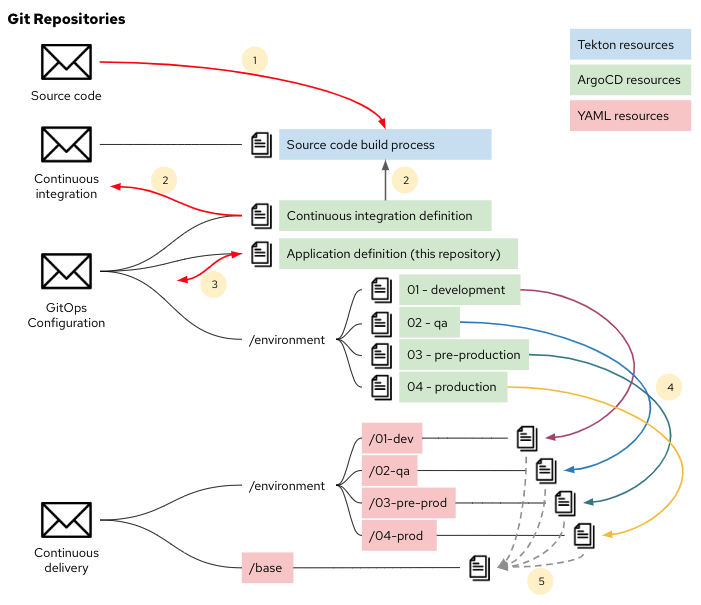 Git Repositories
Tekton resources
ArgoCD resources
YAML resources
1
Source code
Source code build process
Continuous
integration
2
2
Continuous integration definition
Application definition (this repository)
3
GitOps
Configuration
/environment
01 - development
02 - qa
03 - pre-production
04 - production
4
/environment
/01-dev
/02-qa
/03-pre-prod
/04-prod
Continuous
delivery
/base
5